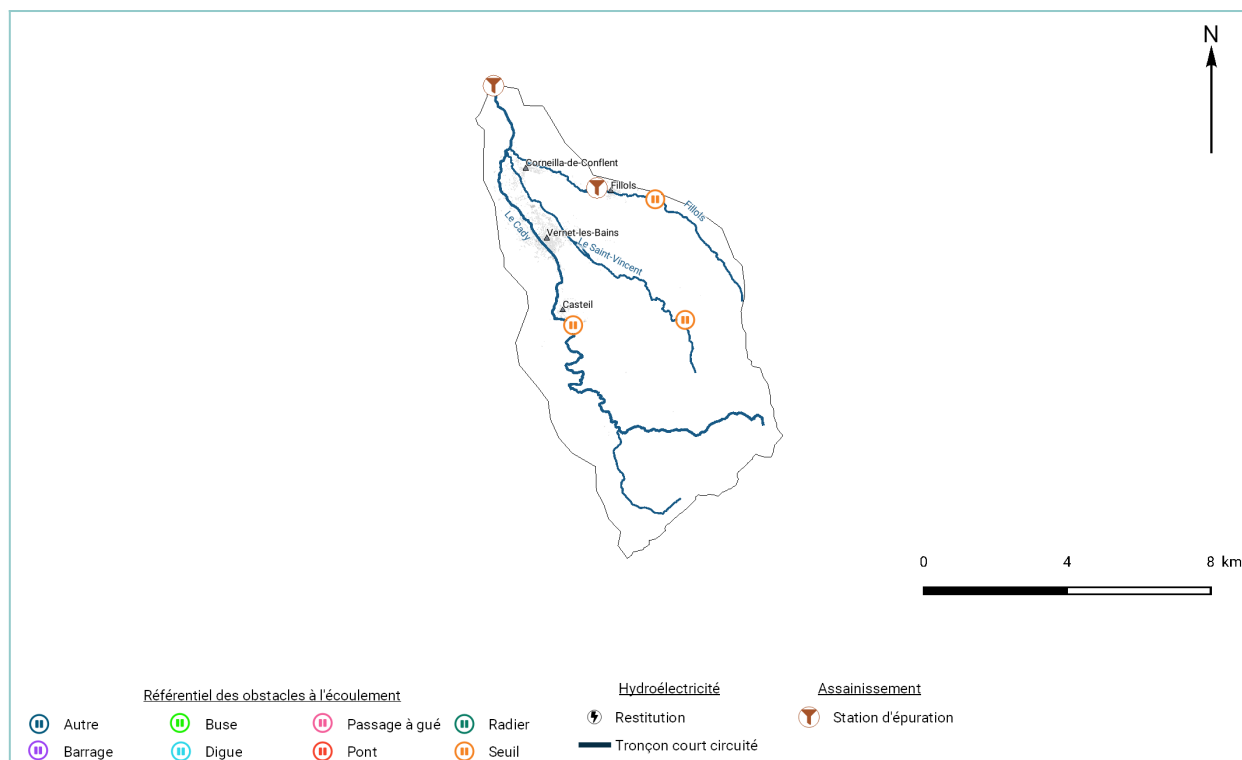 N
Corneilla-de-Conflent
Fillols
Fillols
Le Cady
Vernet-les-Bains
Le Saint-Vincent
Casteil
0 4 8 km
Référentiel des obstacles à l'écoulement
Autre Buse Passage à gué Radier
Barrage Digue Pont Seuil
Hydroélectricité
Restitution
Tronçon court circuité
Assainissement
Station d'épuration